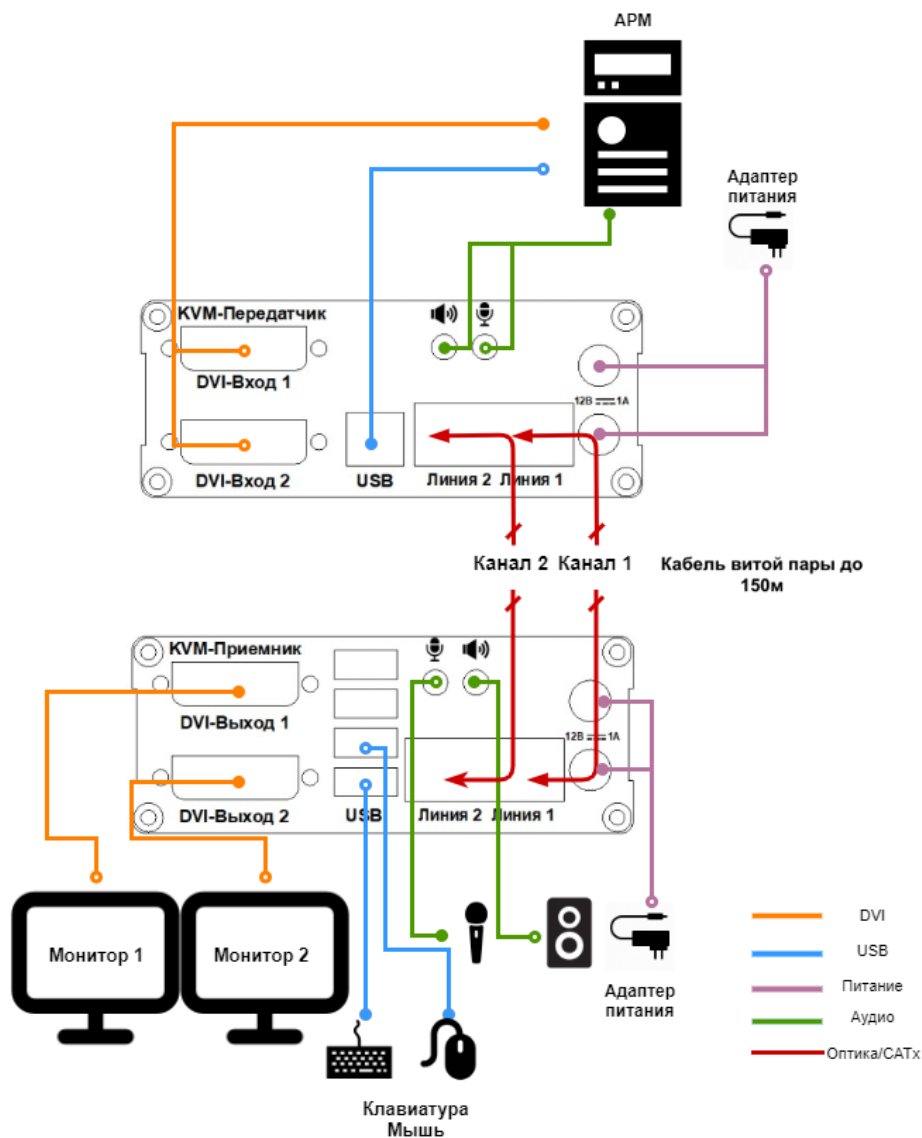 АРМ
Адаптер
питания
KVM-Передатчик
DVI-Вход 1
12В 1А
DVI-Вход 2
USB
Линия 2
Линия 1
Канал 2
Канал 1
Кабель витой пары до
150м
KVM-Приемник
DVI-Выход 1
12В 1А
DVI-Выход 2
USB
Линия 2
Линия 1
Монитор 1
Монитор 2
Адаптер
питания
DVI
USB
Питание
Аудио
Оптика/CATx
Клавиатура
Мышь